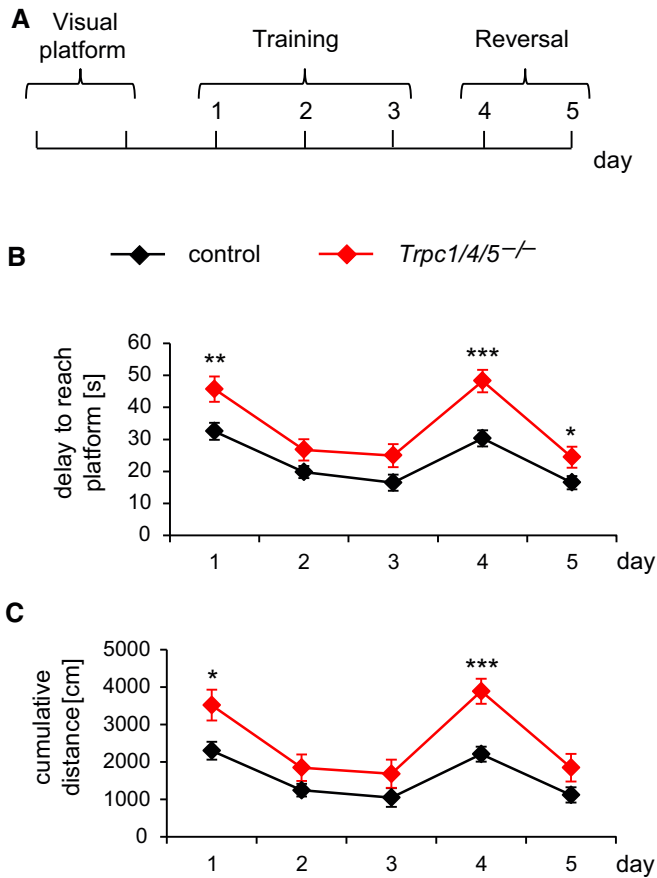 A
Visual
platform
Training
Reversal
1 2 3 4 5
day
B
control
Trpc1/4/5−/−
delay to reach
platform [s]
60
50
40
30
20
10
0
**
***
*
1 2 3 4 5 day
C
cumulative
distance [cm]
5000
4000
3000
2000
1000
0
*
***
1 2 3 4 5 day